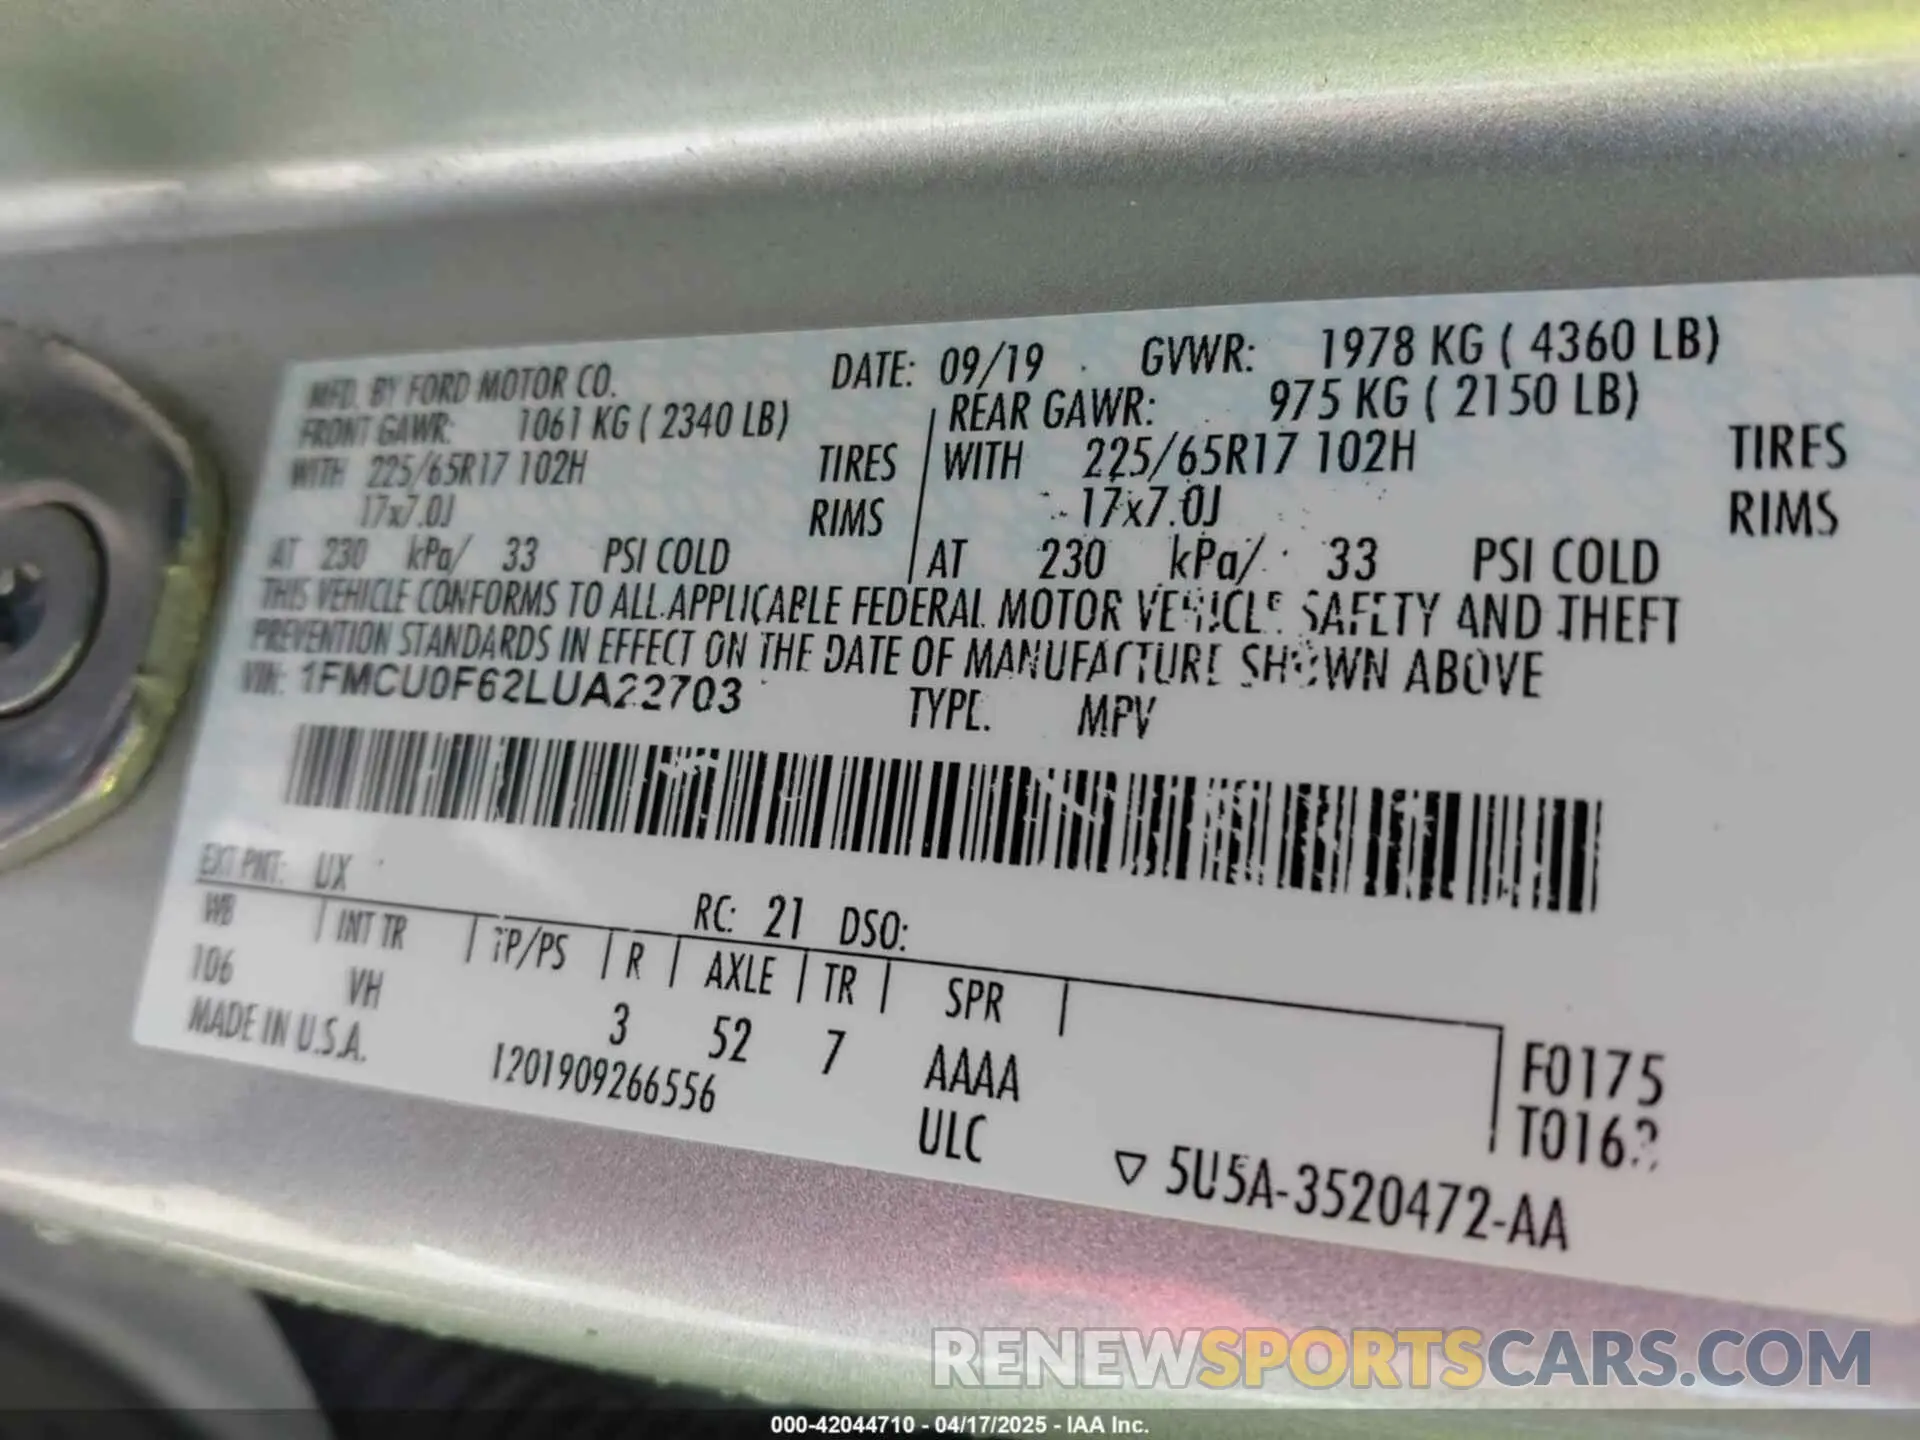 MFD. BY FORD MOTOR CO. DATE: 09/19 GVWR: 1978 KG ( 4360 LB)
FRONT GAWR: 1061 KG ( 2340 LB) REAR GAWR: 975 KG ( 2150 LB)
WITH 225/65R17 102H TIRES WITH 225/65R17 102H TIRES
17x7.0J RIMS 17x7.0J RIMS
AT 230 kPa/ 33 PSI COLD AT 230 kPa/ 33 PSI COLD
THIS VEHICLE CONFORMS TO ALL APPLICABLE FEDERAL MOTOR VEHICLE SAFETY AND THEFT
PREVENTION STANDARDS IN EFFECT ON THE DATE OF MANUFACTURE SHOWN ABOVE
VIN: 1FMCU0F62LUA22703 TYPE: MPV
EXT PNT: UX RC: 21 DSO:
WB INT TR TP/PS R AXLE TR SPR
106 VH 3 52 7 AAAA F0175
MADE IN U.S.A. 1201909266556 ULC
▽ 5U5A-3520472-AA
RENEWSPORTSCARS.COM
000-42044710 - 04/17/2025 - IAA Inc.